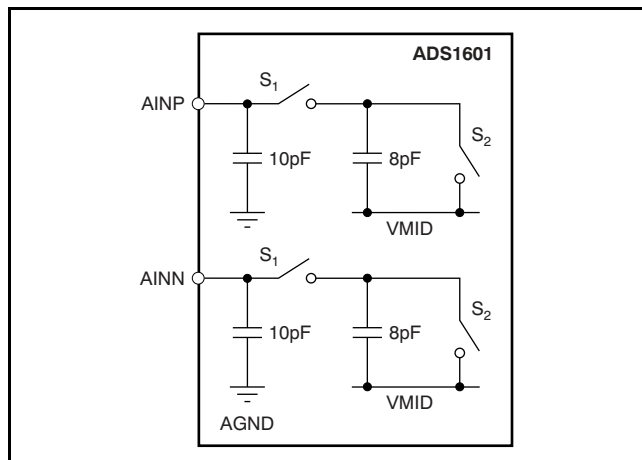 ADS1601
S1
AINP
S2
10pF
8pF
VMID
S1
AINN
S2
10pF
8pF
VMID
AGND